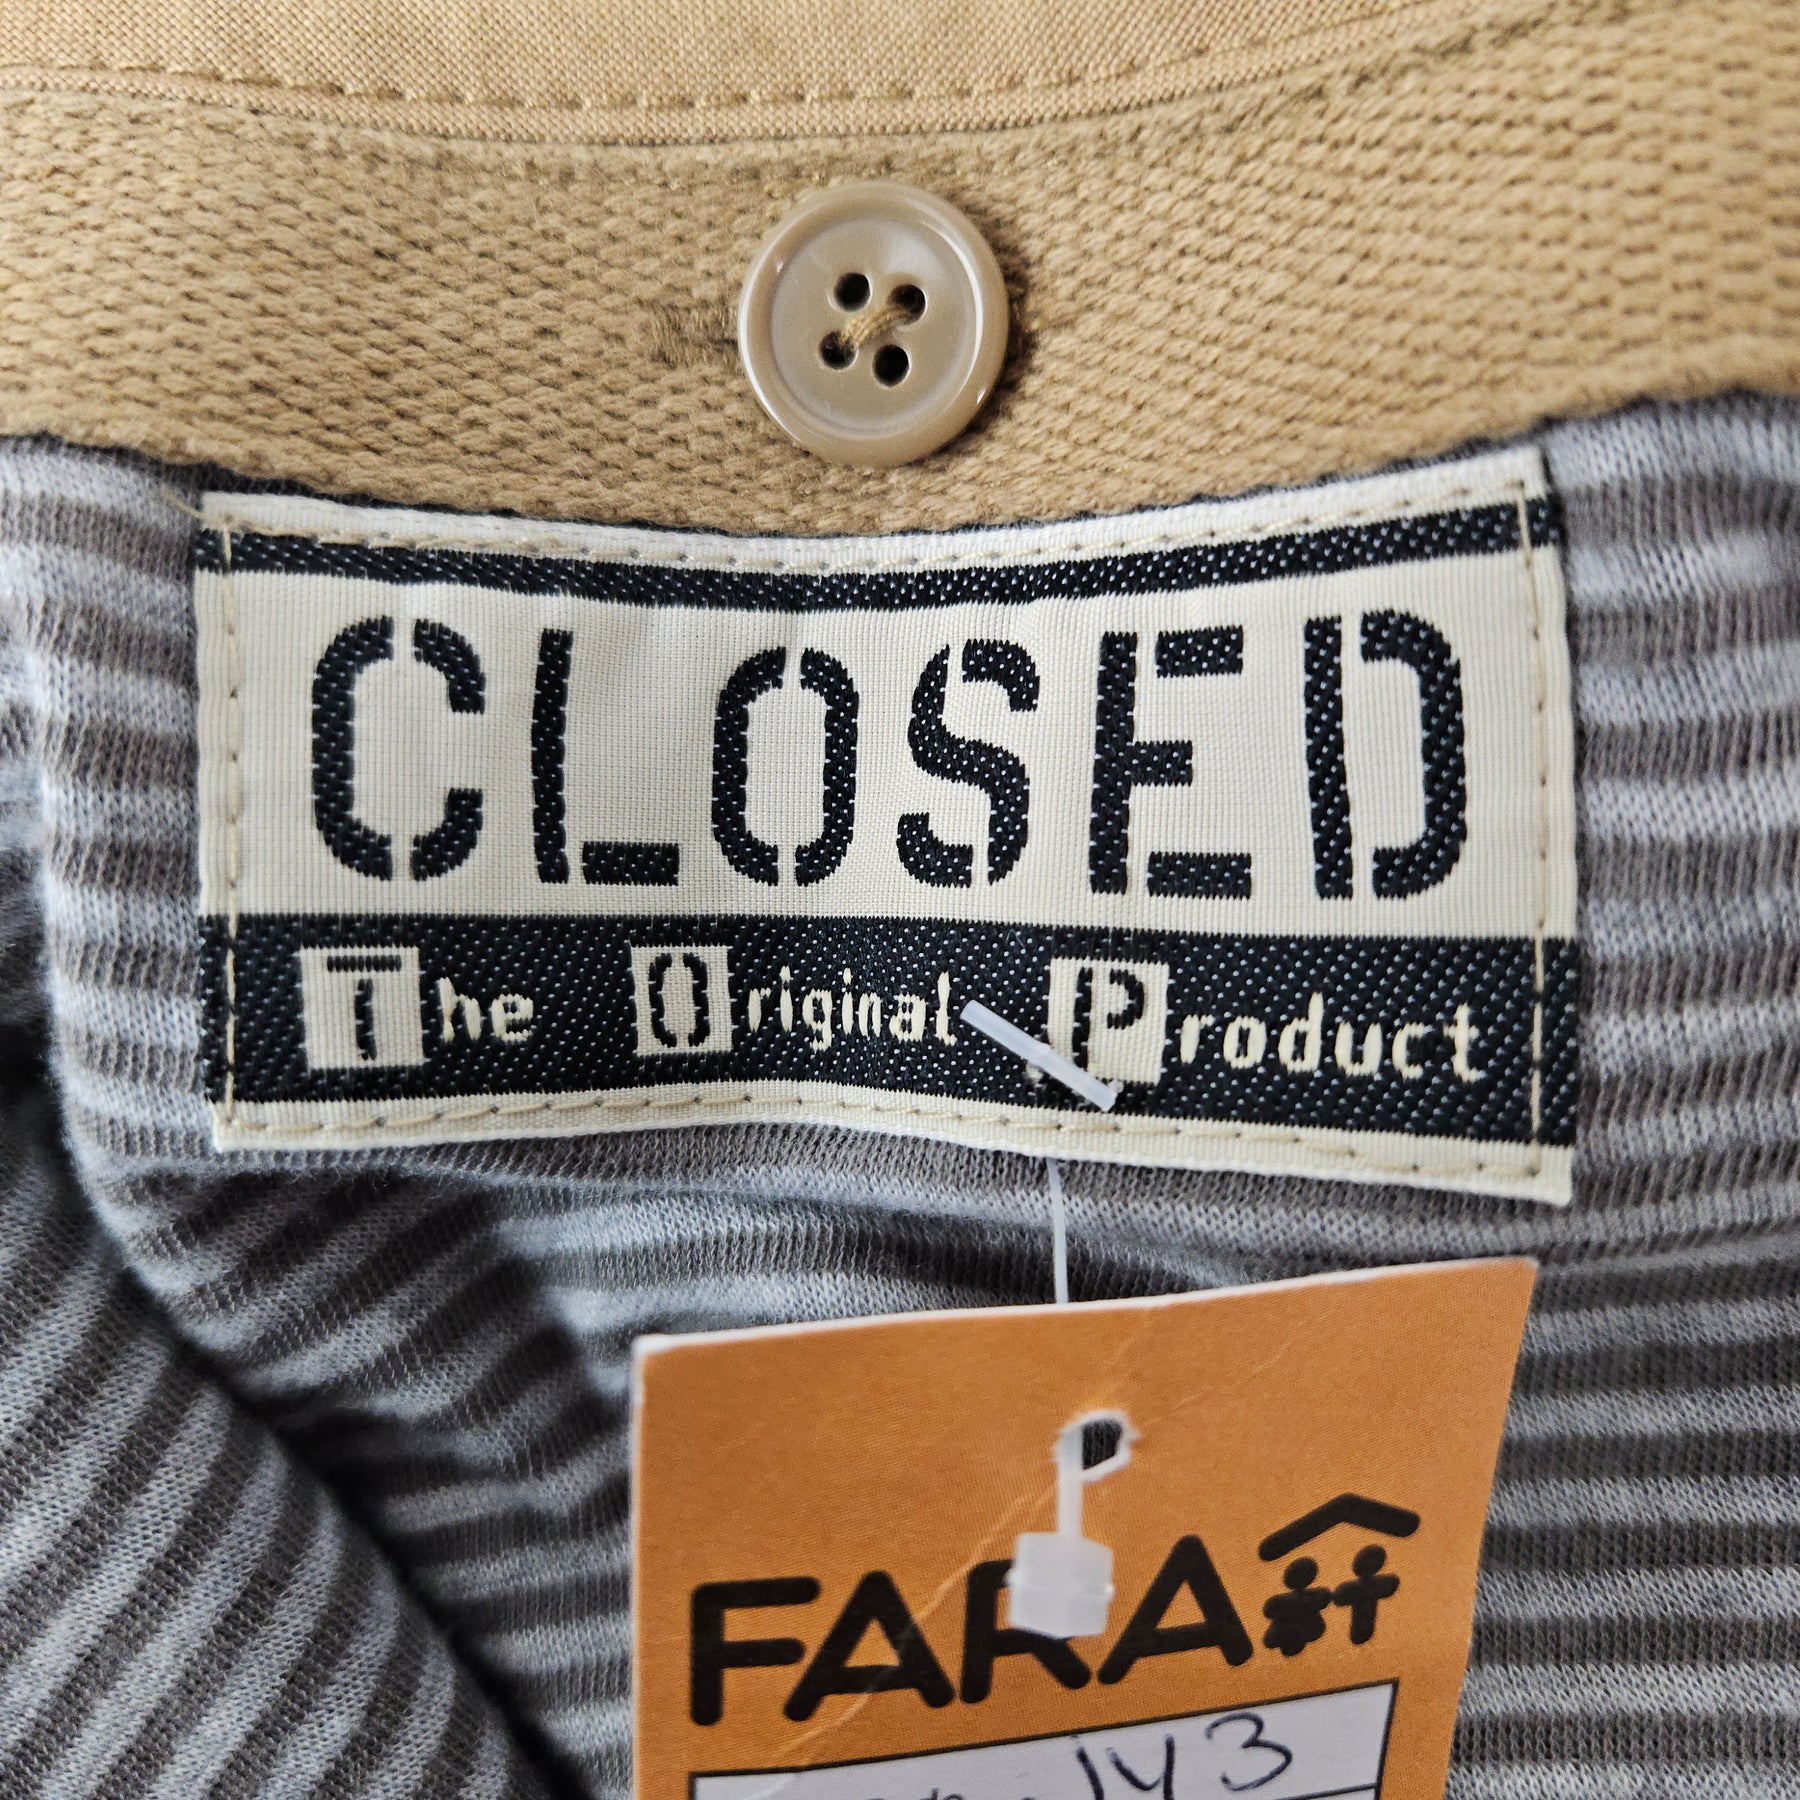 CLOSED
The Original Product
FARA
143